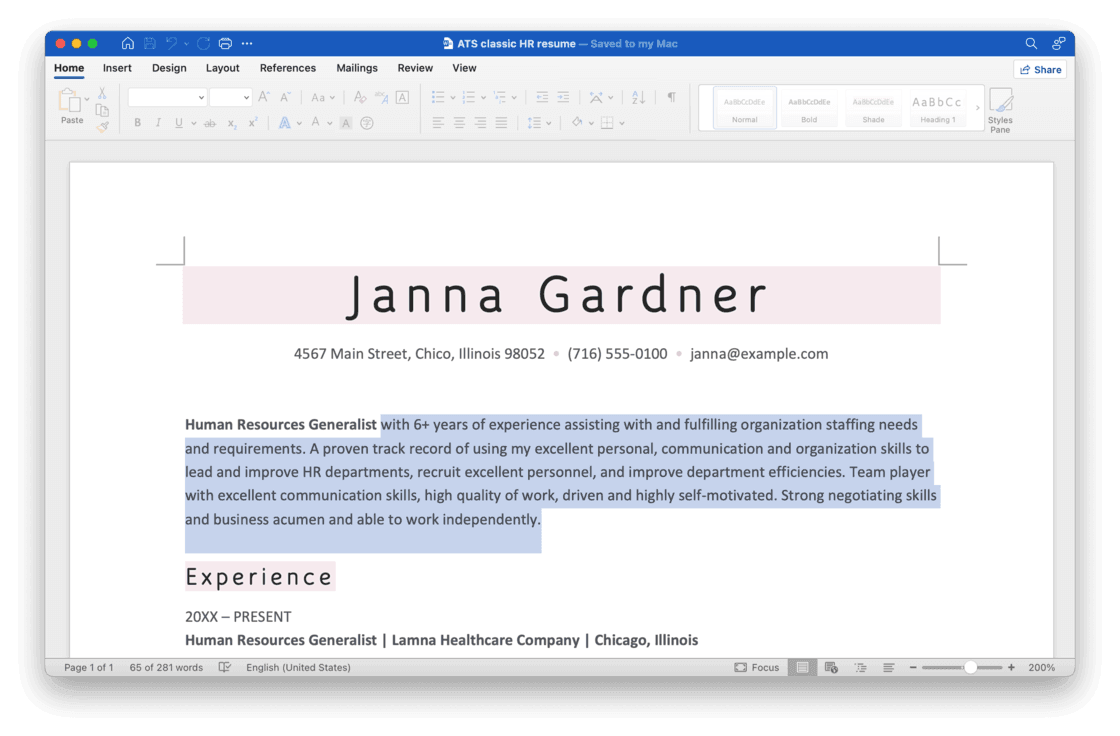 ATS classic HR resume — Saved to my Mac
Home Insert Design Layout References Mailings Review View Share
Paste
Aa
A
AaBbCcDdEe AaBbCcDdEe AaBbCcDdEe AaBbCc
Normal Bold Shade Heading 1
Styles
Pane
B I U ab x₂ x² A A A
Janna Gardner
4567 Main Street, Chico, Illinois 98052 • (716) 555-0100 • janna@example.com
Human Resources Generalist with 6+ years of experience assisting with and fulfilling organization staffing needs
and requirements. A proven track record of using my excellent personal, communication and organization skills to
lead and improve HR departments, recruit excellent personnel, and improve department efficiencies. Team player
with excellent communication skills, high quality of work, driven and highly self-motivated. Strong negotiating skills
and business acumen and able to work independently.
Experience
20XX – PRESENT
Human Resources Generalist | Lamna Healthcare Company | Chicago, Illinois
Page 1 of 1 65 of 281 words English (United States) Focus 200%